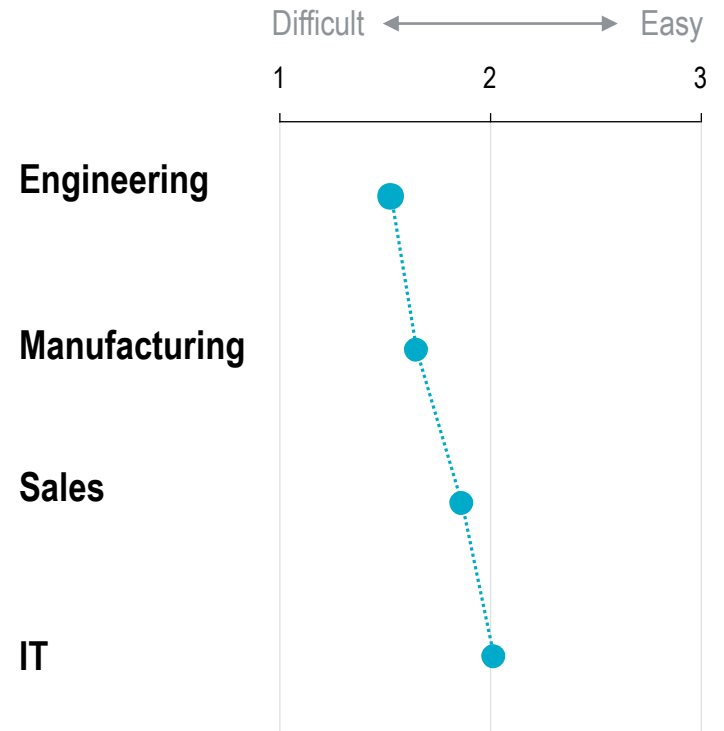 Difficult Easy
1 2 3
Engineering
Manufacturing
Sales
IT